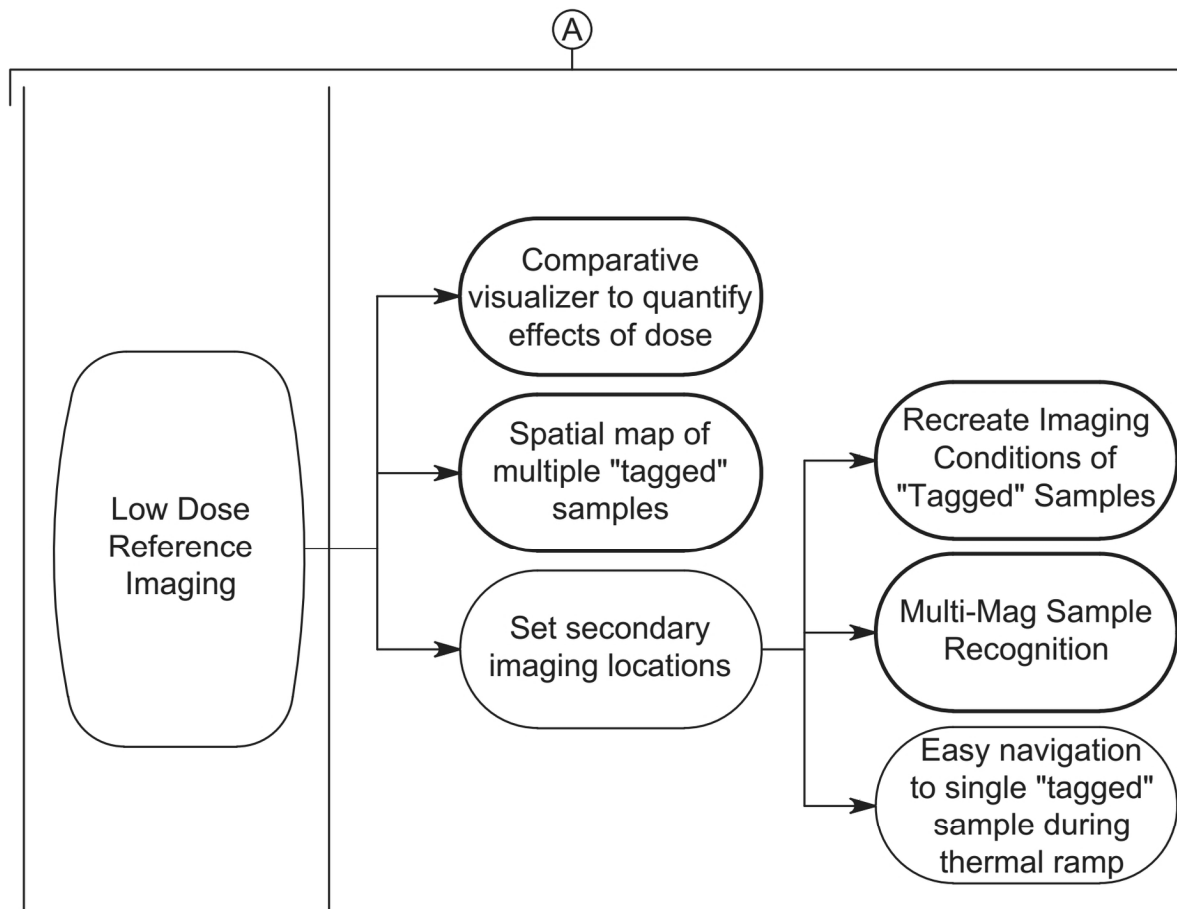 A
Comparative
visualizer to quantify
effects of dose
Spatial map of
multiple "tagged"
samples
Low Dose
Reference
Imaging
Set secondary
imaging locations
Recreate Imaging
Conditions of
"Tagged" Samples
Multi-Mag Sample
Recognition
Easy navigation
to single "tagged"
sample during
thermal ramp